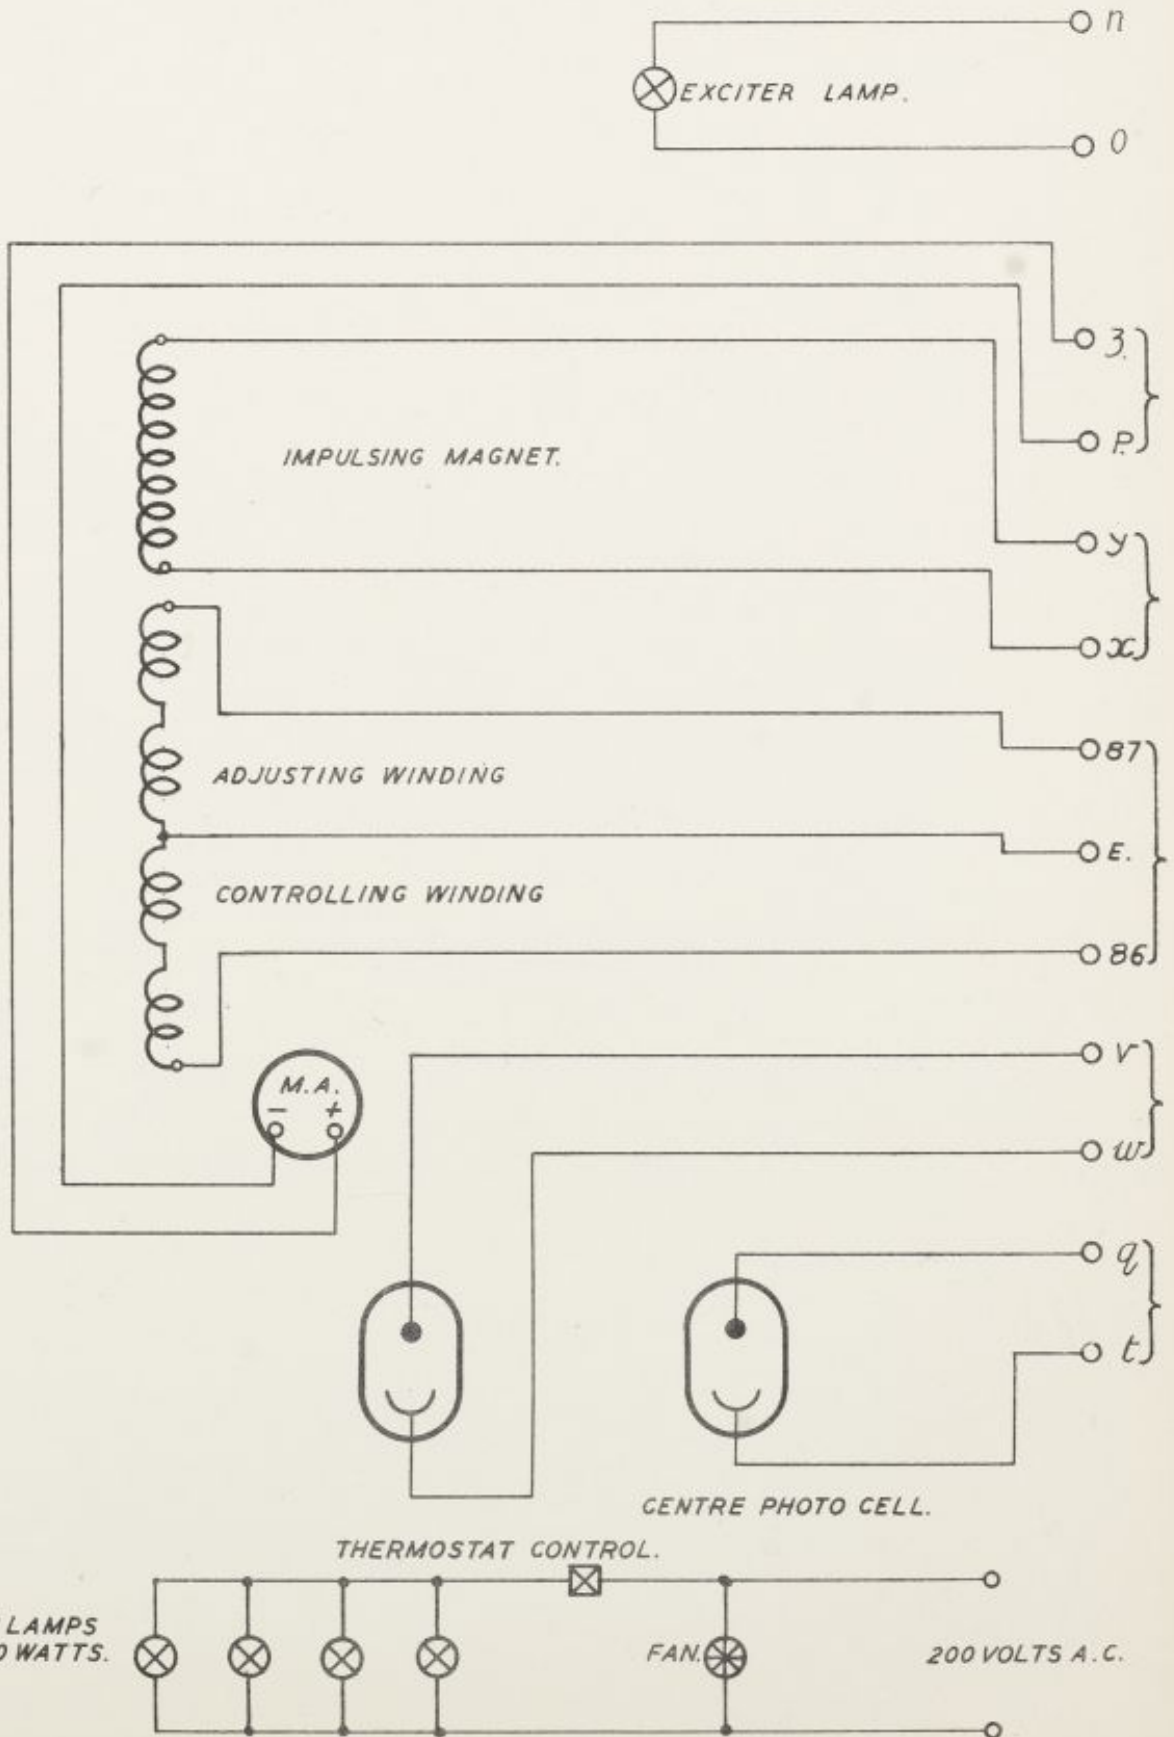 n
EXCITER LAMP.
O
3.
P.
IMPULSING MAGNET.
y
x
87
ADJUSTING WINDING
E.
CONTROLLING WINDING
86
v
M.A.
- +
w
q
t
CENTRE PHOTO CELL.
THERMOSTAT CONTROL.
LAMPS
WATTS.
FAN.
200 VOLTS A.C.